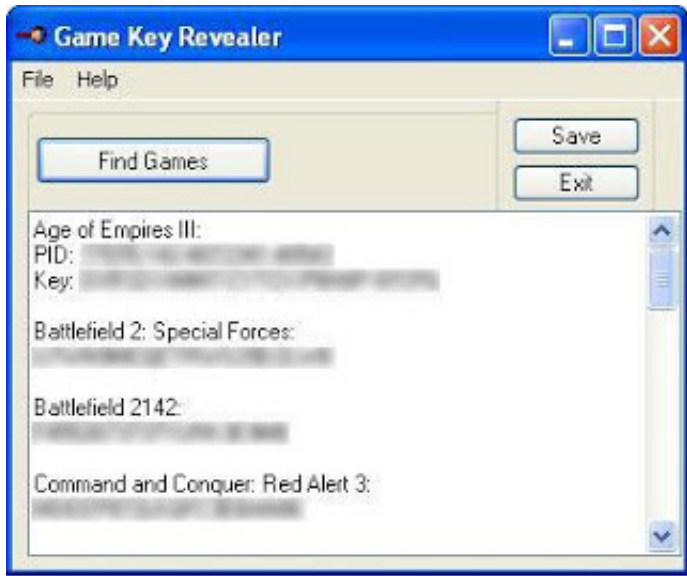 Game Key Revealer
File Help
Find Games
Save
Exit
Age of Empires III:
PID:
Key:
Battlefield 2: Special Forces:
Battlefield 2142:
Command and Conquer: Red Alert 3: